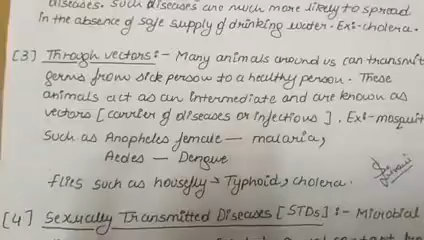 diseases. Such diseases are much more likely to spread
in the absence of safe supply of drinking water. Ex:- cholera.
[3] Through vectors :- Many animals around us can transmit
germs from sick person to a healthy person. These
animals act as an intermediate and are known as
vectors [carrier of diseases or infections]. Ex:- mosquit
Such as Anopheles female — malaria,
Aedes — Dengue
flies such as housefly → Typhoid, cholera.
[4] Sexually Transmitted Diseases [STDs] :- Microbial